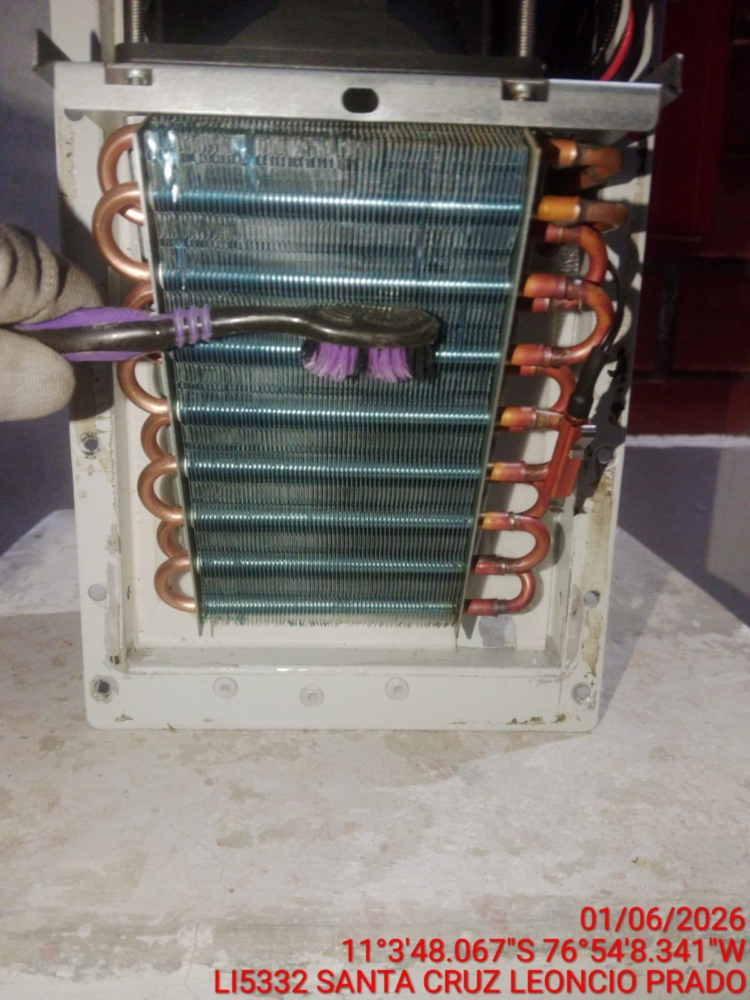 01/06/2026
11°3'48.067"S 76°54'8.341"W
LI5332 SANTA CRUZ LEONCIO PRADO